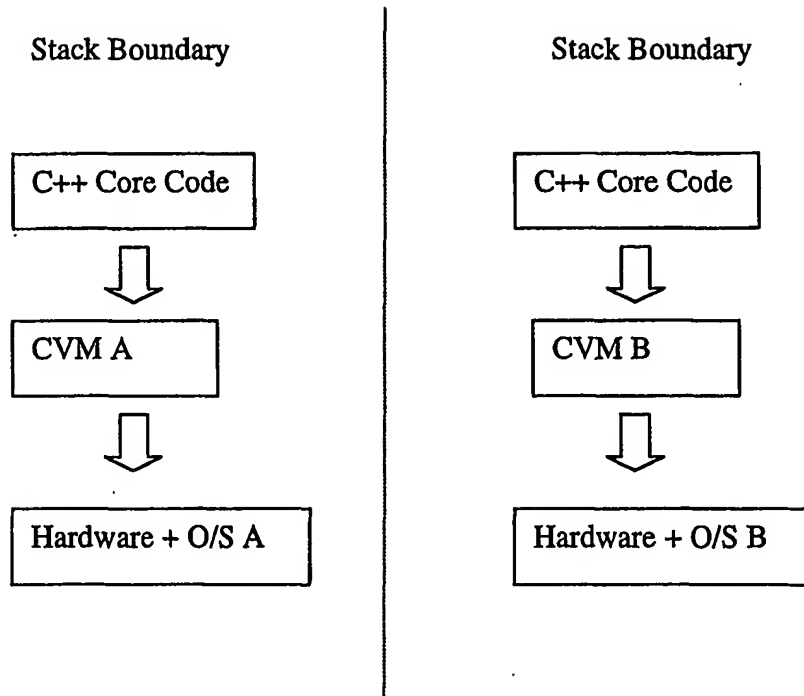 Stack Boundary
Stack Boundary
C++ Core Code
C++ Core Code
CVM A
CVM B
Hardware + O/S A
Hardware + O/S B